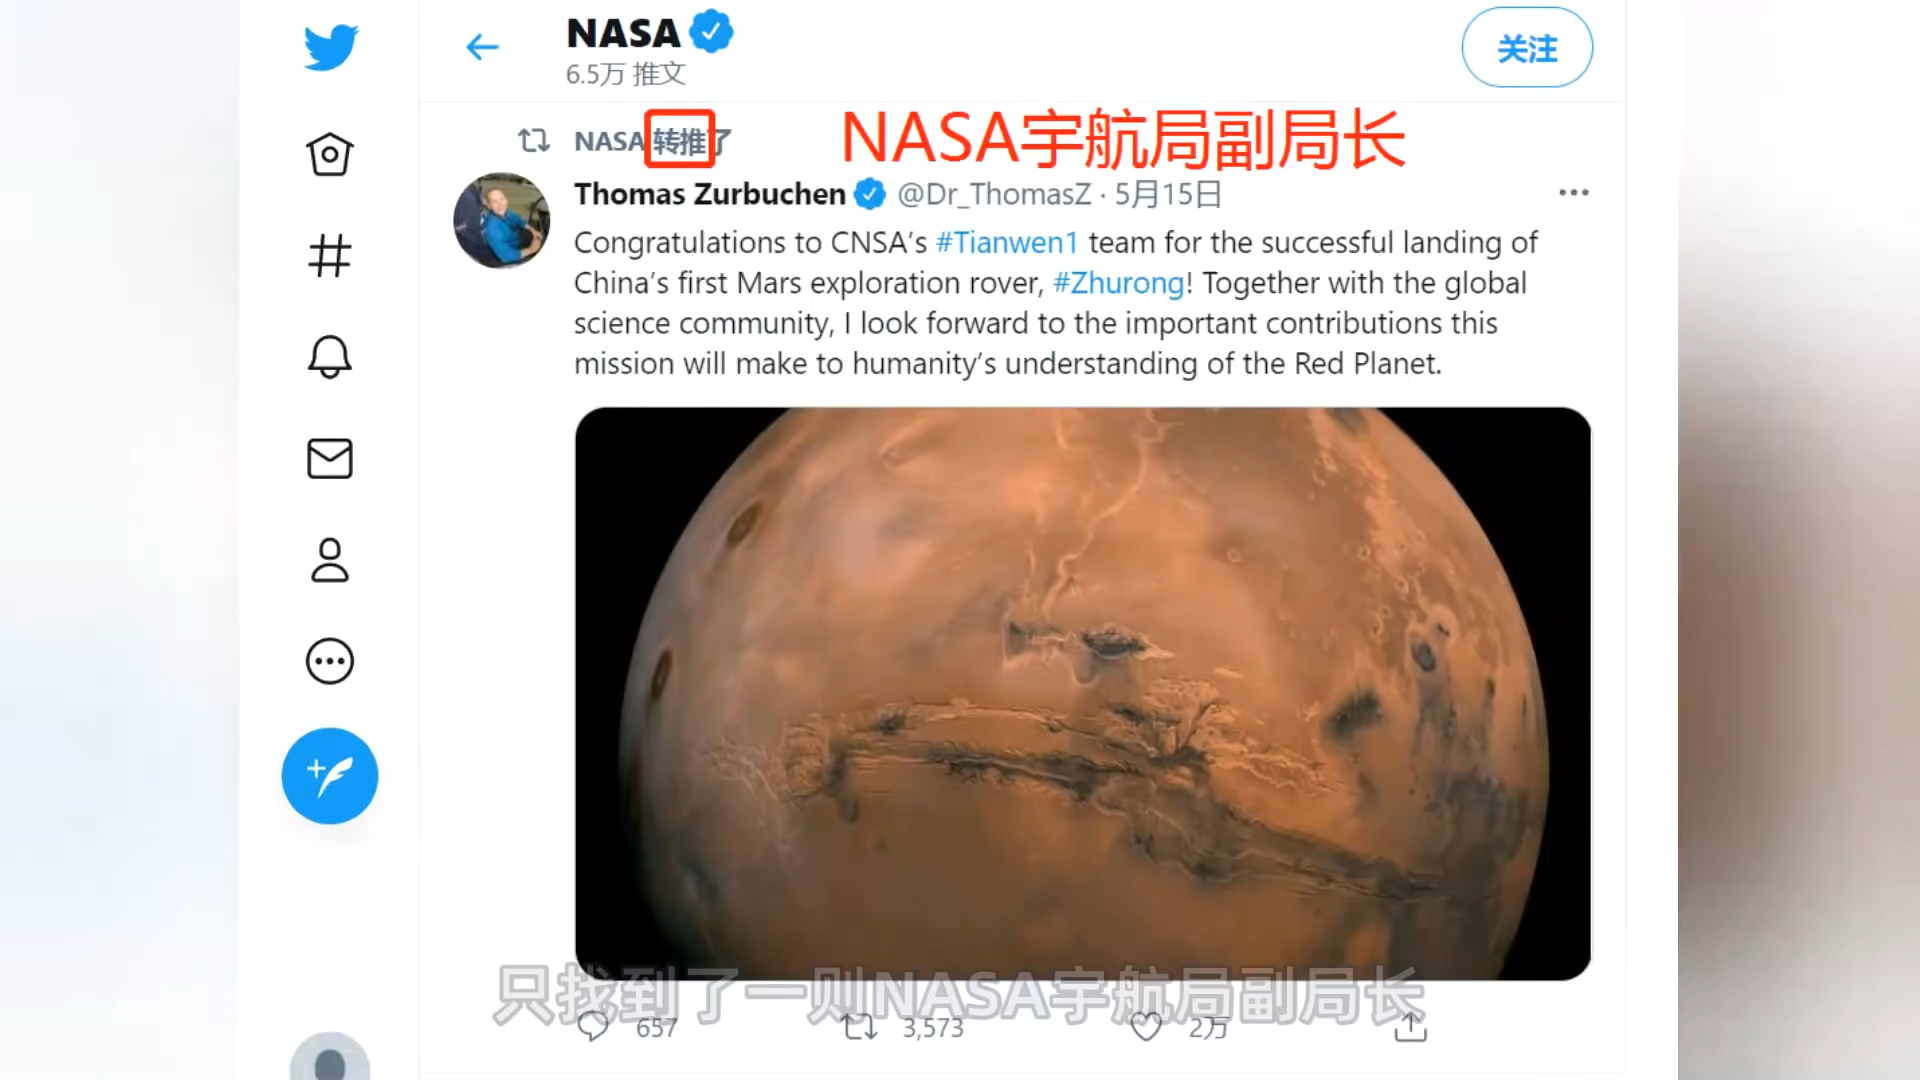 NASA
6.5万 推文
关注
NASA 转推了
NASA宇航局副局长
Thomas Zurbuchen @Dr_ThomasZ · 5月15日
Congratulations to CNSA’s #Tianwen1 team for the successful landing of
China’s first Mars exploration rover, #Zhurong! Together with the global
science community, I look forward to the important contributions this
mission will make to humanity’s understanding of the Red Planet.
只找到了一则NASA宇航局副局长
657 3,573 2万